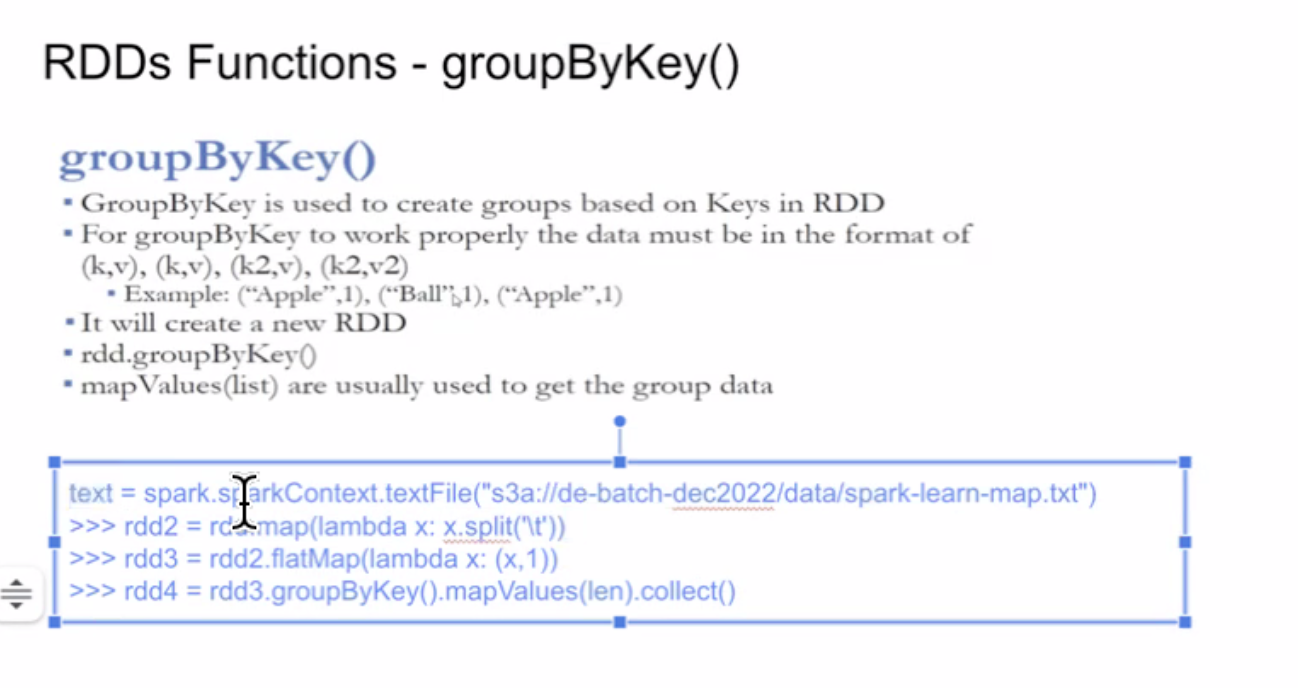 RDDs Functions - groupByKey()
groupByKey()
▪ GroupByKey is used to create groups based on Keys in RDD
▪ For groupByKey to work properly the data must be in the format of
(k,v), (k,v), (k2,v), (k2,v2)
▪ Example: (“Apple”,1), (“Ball”,1), (“Apple”,1)
▪ It will create a new RDD
▪ rdd.groupByKey()
▪ mapValues(list) are usually used to get the group data
text = spark.sparkContext.textFile("s3a://de-batch-dec2022/data/spark-learn-map.txt")
>>> rdd2 = rdd.map(lambda x: x.split('\t'))
>>> rdd3 = rdd2.flatMap(lambda x: (x,1))
>>> rdd4 = rdd3.groupByKey().mapValues(len).collect()